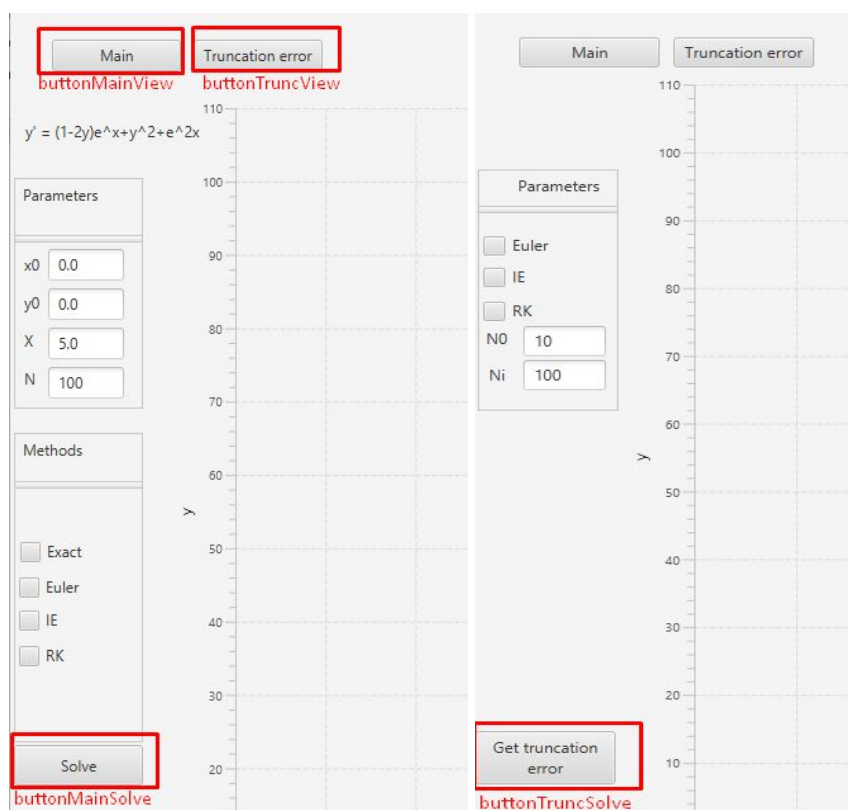 Main
Truncation error
buttonMainView
buttonTruncView
y' = (1-2y)e^x+y^2+e^2x
Parameters
x0 0.0
y0 0.0
X 5.0
N 100
Methods
Exact
Euler
IE
RK
Solve
buttonMainSolve
110
100
90
80
70
60
50
40
30
20
y
Main
Truncation error
Parameters
Euler
IE
RK
N0 10
Ni 100
Get truncation
error
buttonTruncSolve
110
100
90
80
70
60
50
40
30
20
10
y